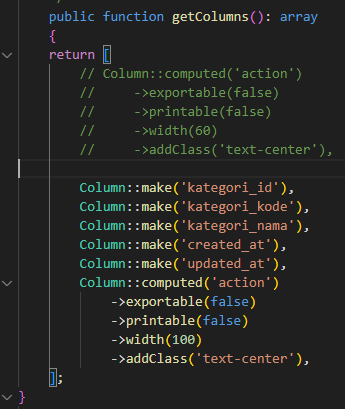 public function getColumns(): array
{
return [
// Column::computed('action')
//     ->exportable(false)
//     ->printable(false)
//     ->width(60)
//     ->addClass('text-center'),
Column::make('kategori_id'),
Column::make('kategori_kode'),
Column::make('kategori_nama'),
Column::make('created_at'),
Column::make('updated_at'),
Column::computed('action')
->exportable(false)
->printable(false)
->width(100)
->addClass('text-center'),
];
}